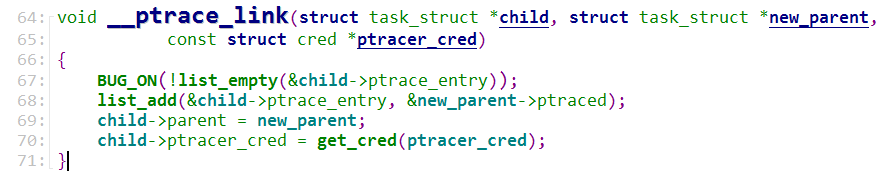 64: void __ptrace_link(struct task_struct *child, struct task_struct *new_parent,
65:            const struct cred *ptracer_cred)
66: {
67:     BUG_ON(!list_empty(&child->ptrace_entry));
68:     list_add(&child->ptrace_entry, &new_parent->ptraced);
69:     child->parent = new_parent;
70:     child->ptracer_cred = get_cred(ptracer_cred);
71: }